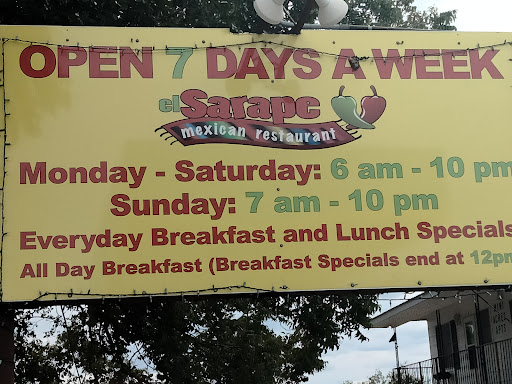 OPEN 7 DAYS A WEEK
el Sarape
mexican restaurant
Monday - Saturday: 6 am - 10 pm
Sunday: 7 am - 10 pm
Everyday Breakfast and Lunch Specials
All Day Breakfast (Breakfast Specials end at 12pm